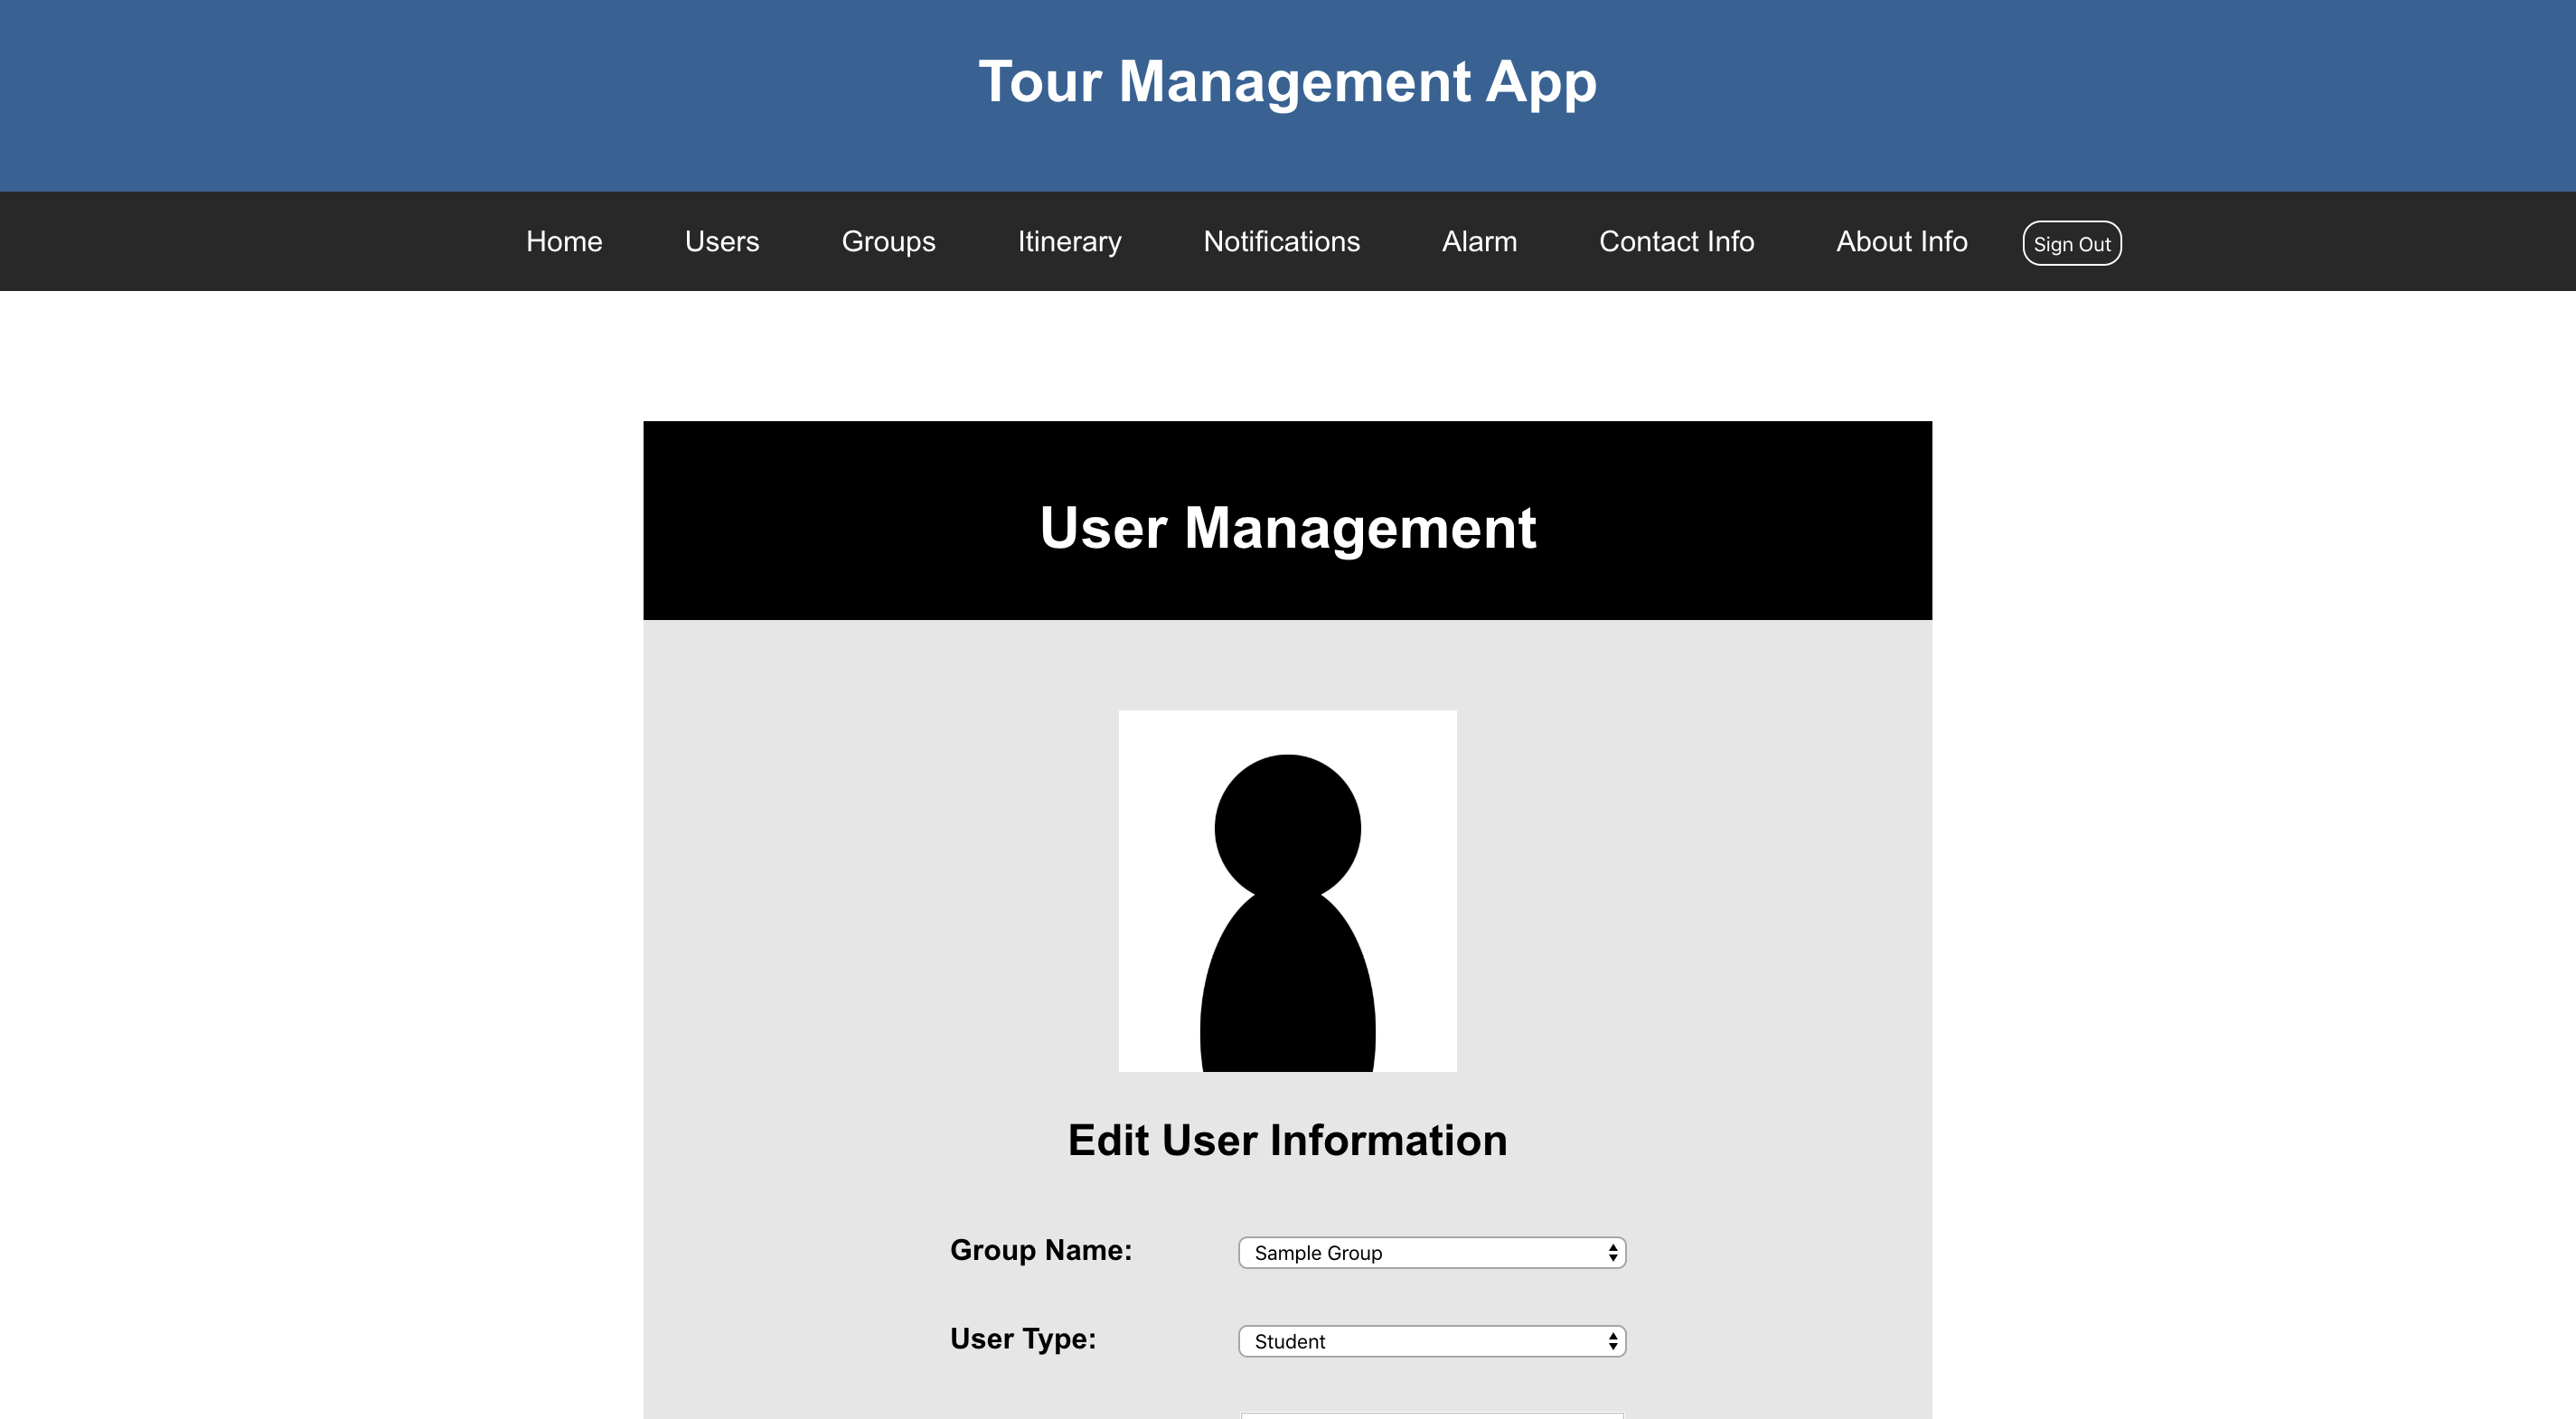 Tour Management App
Home Users Groups Itinerary Notifications Alarm Contact Info About Info Sign Out
User Management
Edit User Information
Group Name: Sample Group
User Type: Student